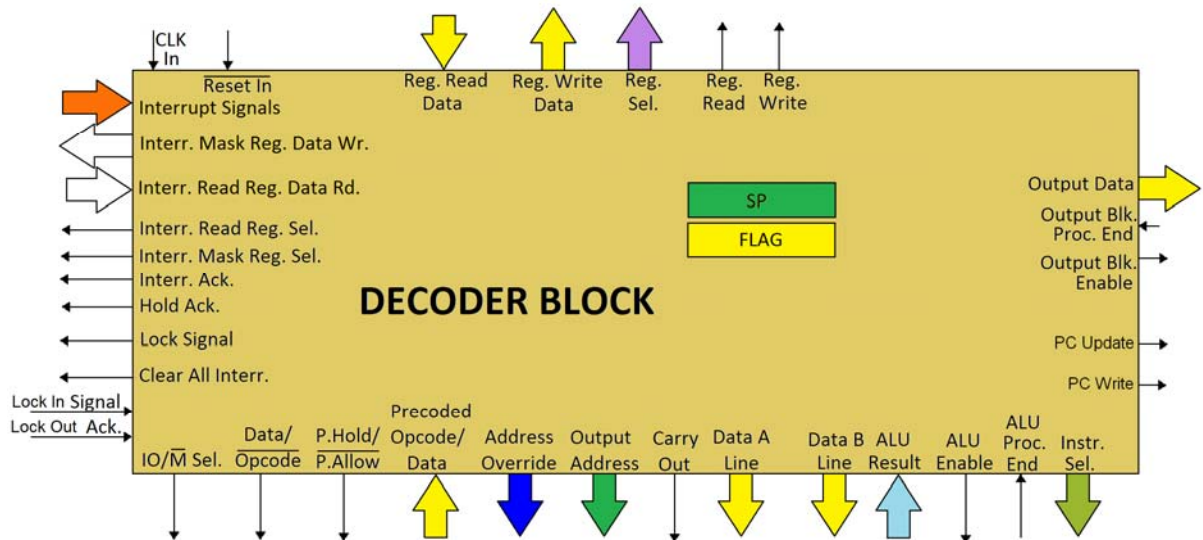 CLK
In
Reset In
Reg. Read
Data
Reg. Write
Data
Reg.
Sel.
Reg.
Read
Reg.
Write
Interrupt Signals
Interr. Mask Reg. Data Wr.
Interr. Read Reg. Data Rd.
Interr. Read Reg. Sel.
Interr. Mask Reg. Sel.
Interr. Ack.
Hold Ack.
Lock Signal
Clear All Interr.
Lock In Signal
Lock Out Ack.
SP
FLAG
DECODER BLOCK
Output Data
Output Blk.
Proc. End
Output Blk.
Enable
PC Update
PC Write
IO/M̅ Sel.
Data/
Opcode
P.Hold/
P.Allow
Precoded
Opcode/
Data
Address
Override
Output
Address
Carry
Out
Data A
Line
Data B
Line
ALU
Result
ALU
Enable
ALU
Proc.
End
Instr.
Sel.